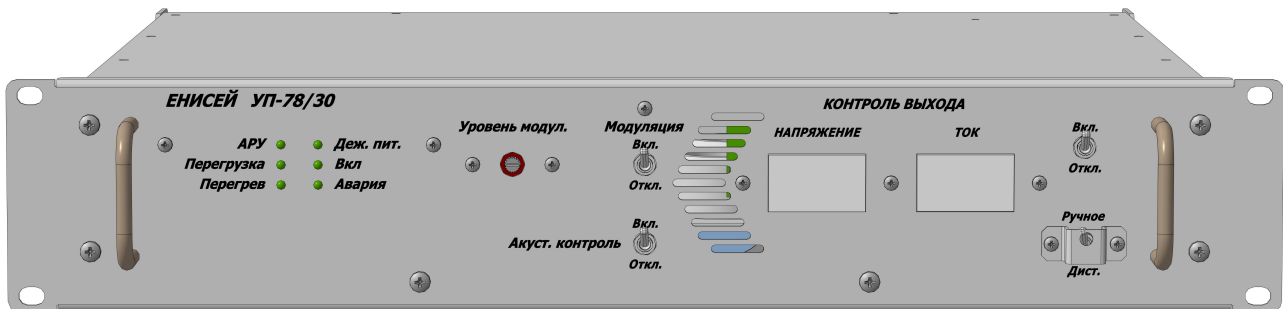 ЕНИСЕЙ УП-78/30
АРУ
Деж. пит.
Перегрузка
Вкл
Перегрев
Авария
Уровень модул.
Модуляция
Вкл.
Откл.
Акуст. контроль
Вкл.
Откл.
КОНТРОЛЬ ВЫХОДА
НАПРЯЖЕНИЕ
ТОК
Вкл.
Откл.
Ручное
Дист.